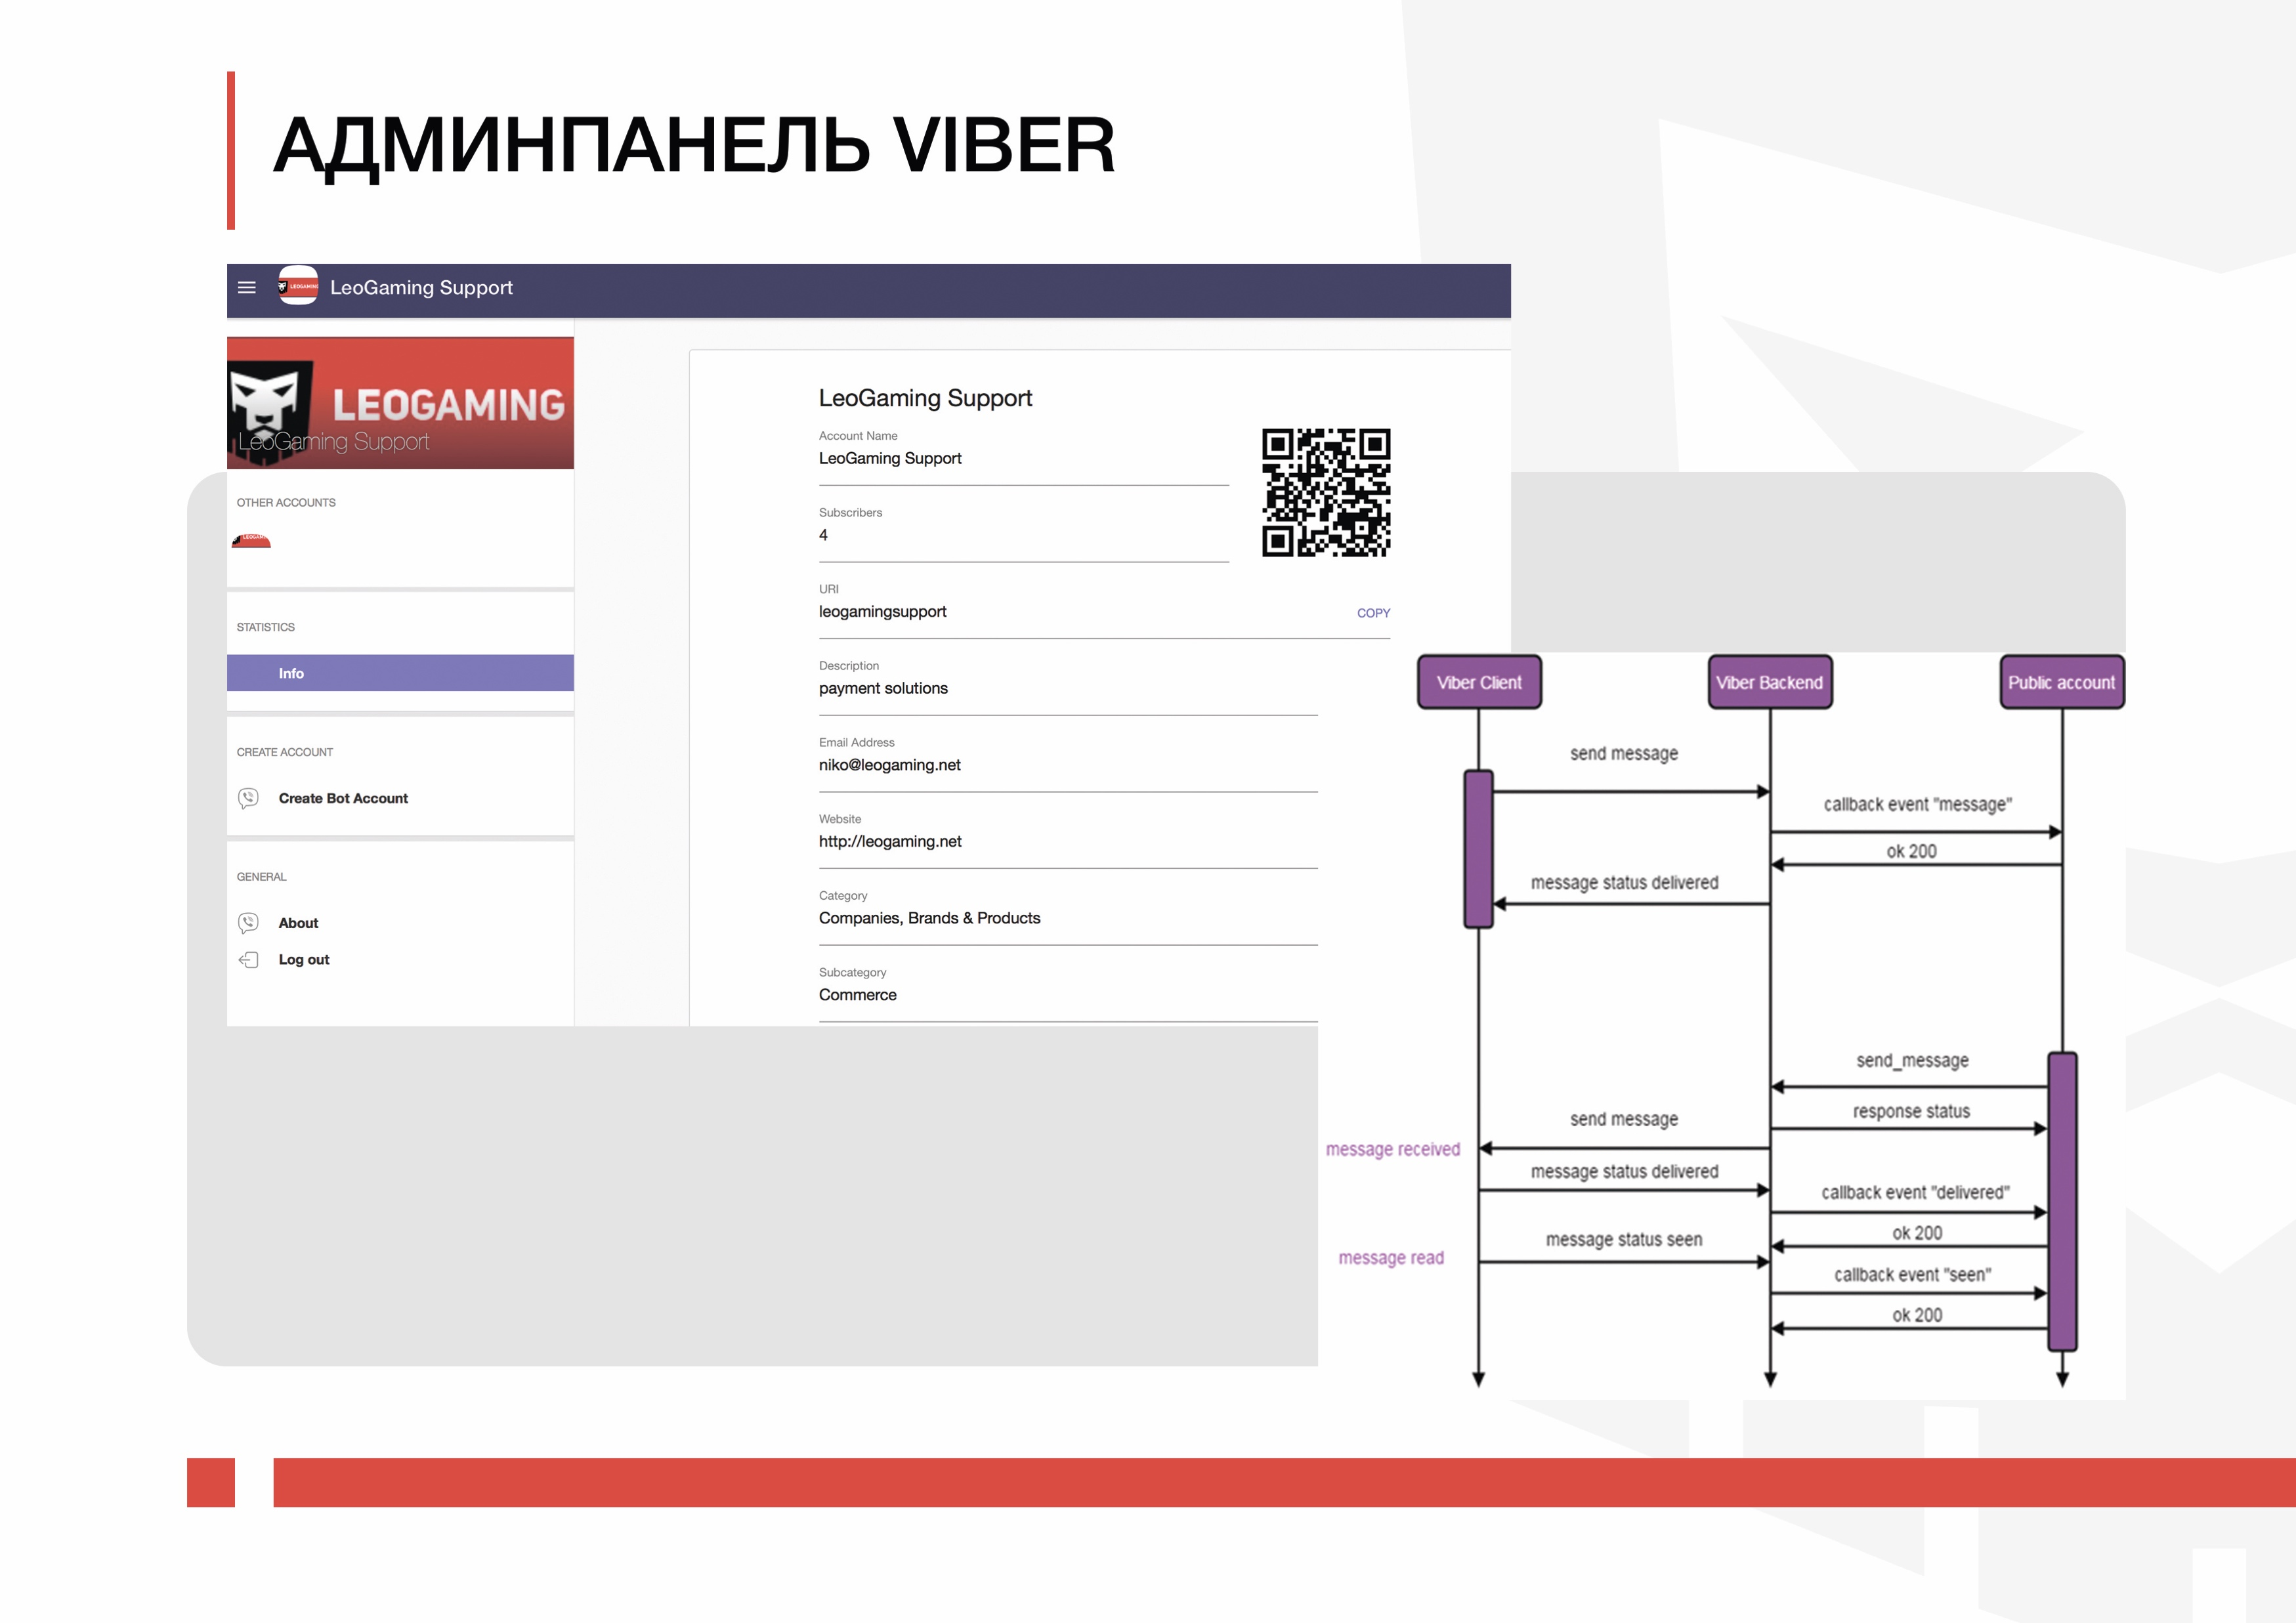 АДМИНПАНЕЛЬ VIBER
LEOGAMING
LeoGaming Support
LEOGAMING
LeoGaming Support
OTHER ACCOUNTS
STATISTICS
Info
CREATE ACCOUNT
Create Bot Account
GENERAL
About
Log out
LeoGaming Support
Account Name
LeoGaming Support
Subscribers
4
URI
leogamingsupport
COPY
Description
payment solutions
Email Address
niko@leogaming.net
Website
http://leogaming.net
Category
Companies, Brands & Products
Subcategory
Commerce
Viber Client
Viber Backend
Public account
send message
callback event "message"
ok 200
message status delivered
send_message
response status
send message
message received
message status delivered
callback event "delivered"
ok 200
message status seen
message read
callback event "seen"
ok 200